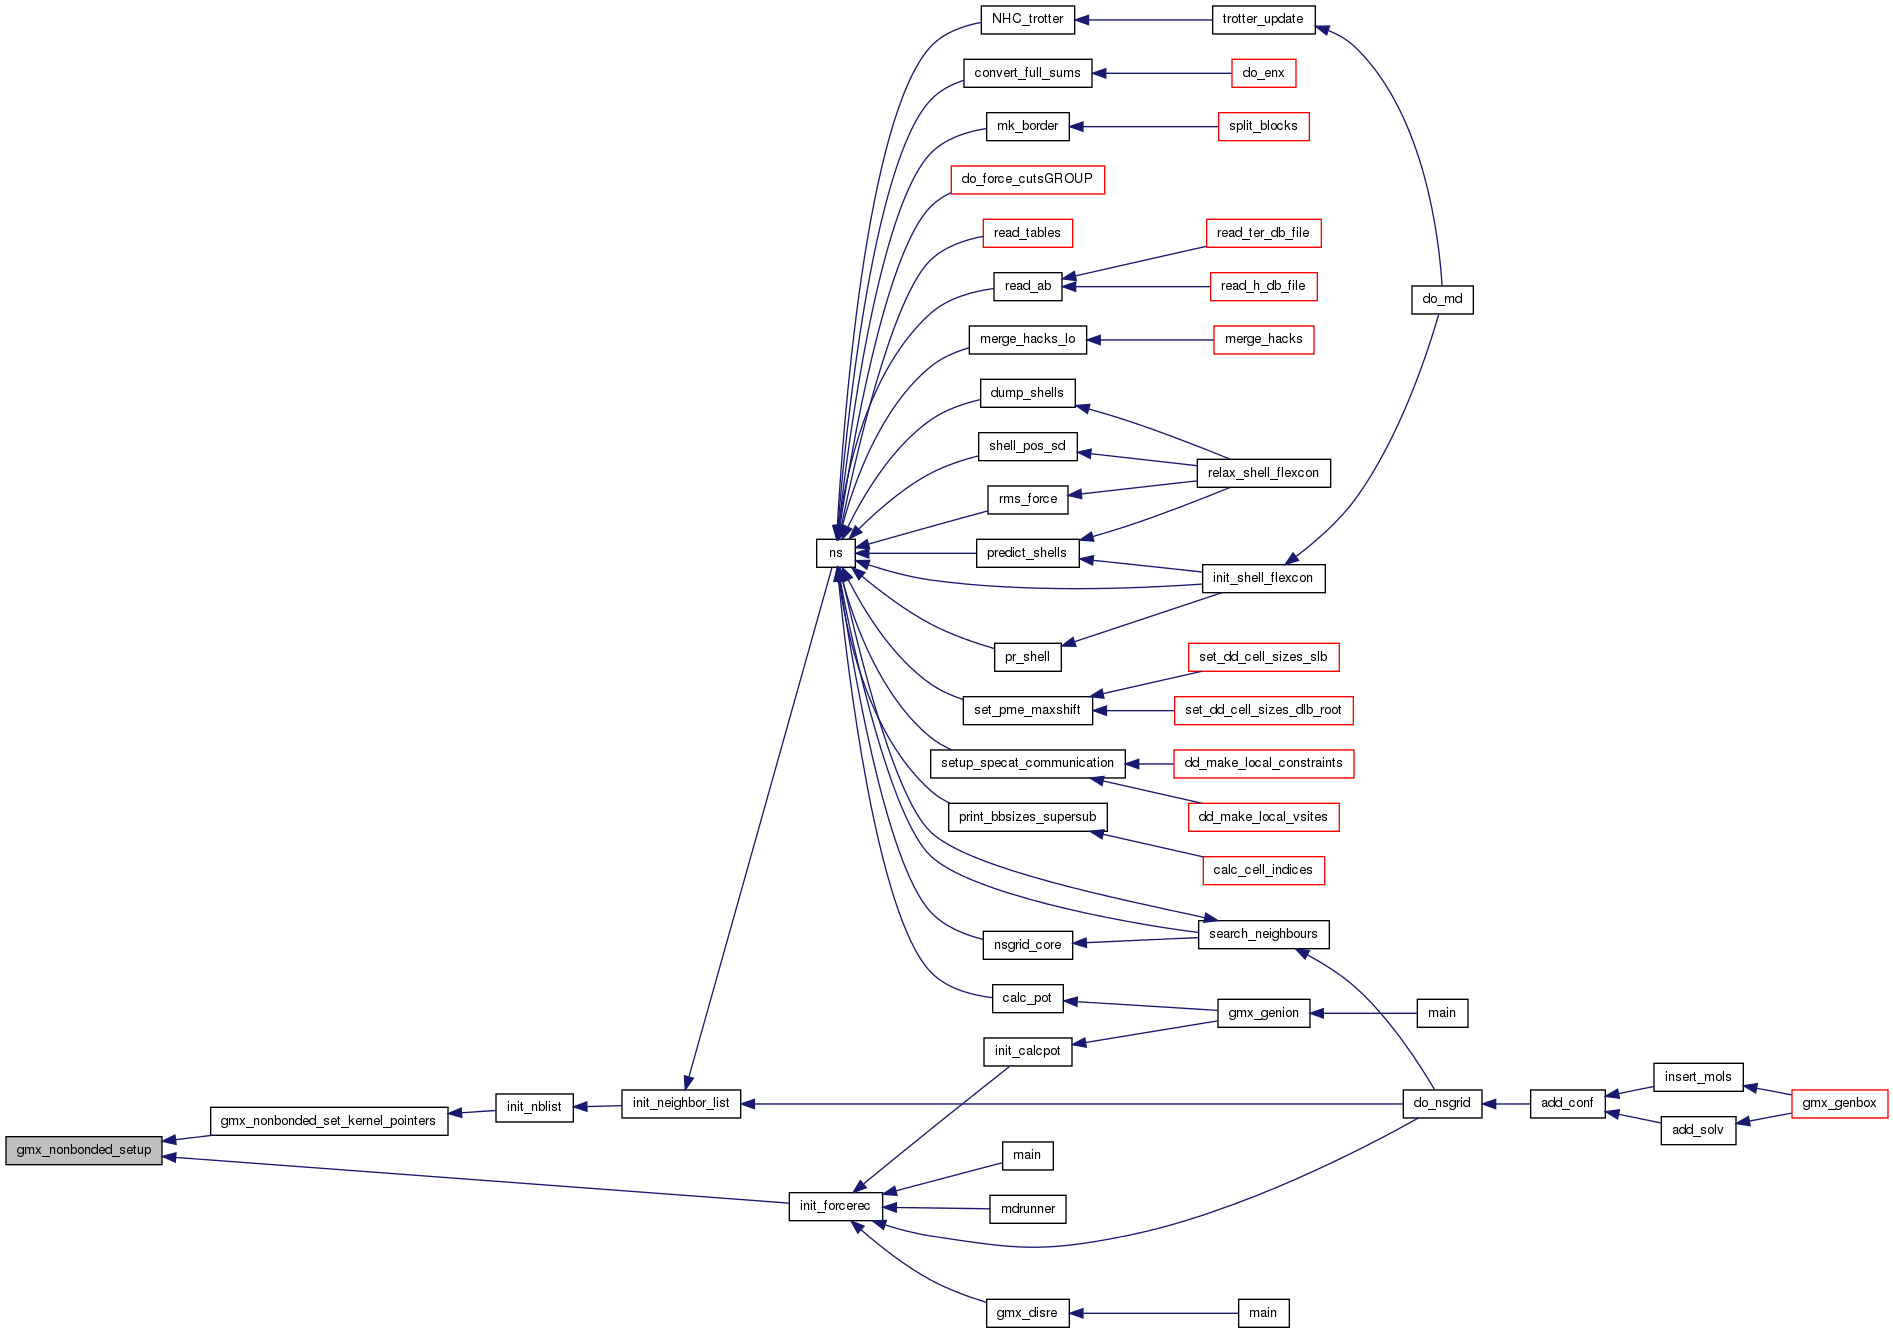 NHC_trotter
trotter_update
convert_full_sums
do_enx
mk_border
split_blocks
do_force_cutsGROUP
read_tables
read_ter_db_file
read_ab
read_h_db_file
do_md
merge_hacks_lo
merge_hacks
dump_shells
shell_pos_sd
relax_shell_flexcon
rms_force
ns
predict_shells
init_shell_flexcon
pr_shell
set_dd_cell_sizes_slb
set_pme_maxshift
set_dd_cell_sizes_dlb_root
setup_specat_communication
dd_make_local_constraints
print_bbsizes_supersub
dd_make_local_vsites
calc_cell_indices
search_neighbours
nsgrid_core
calc_pot
gmx_genion
main
init_calcpot
insert_mols
gmx_nonbonded_set_kernel_pointers
init_nblist
init_neighbor_list
do_nsgrid
add_conf
gmx_genbox
add_solv
gmx_nonbonded_setup
main
init_forcerec
mdrunner
gmx_disre
main